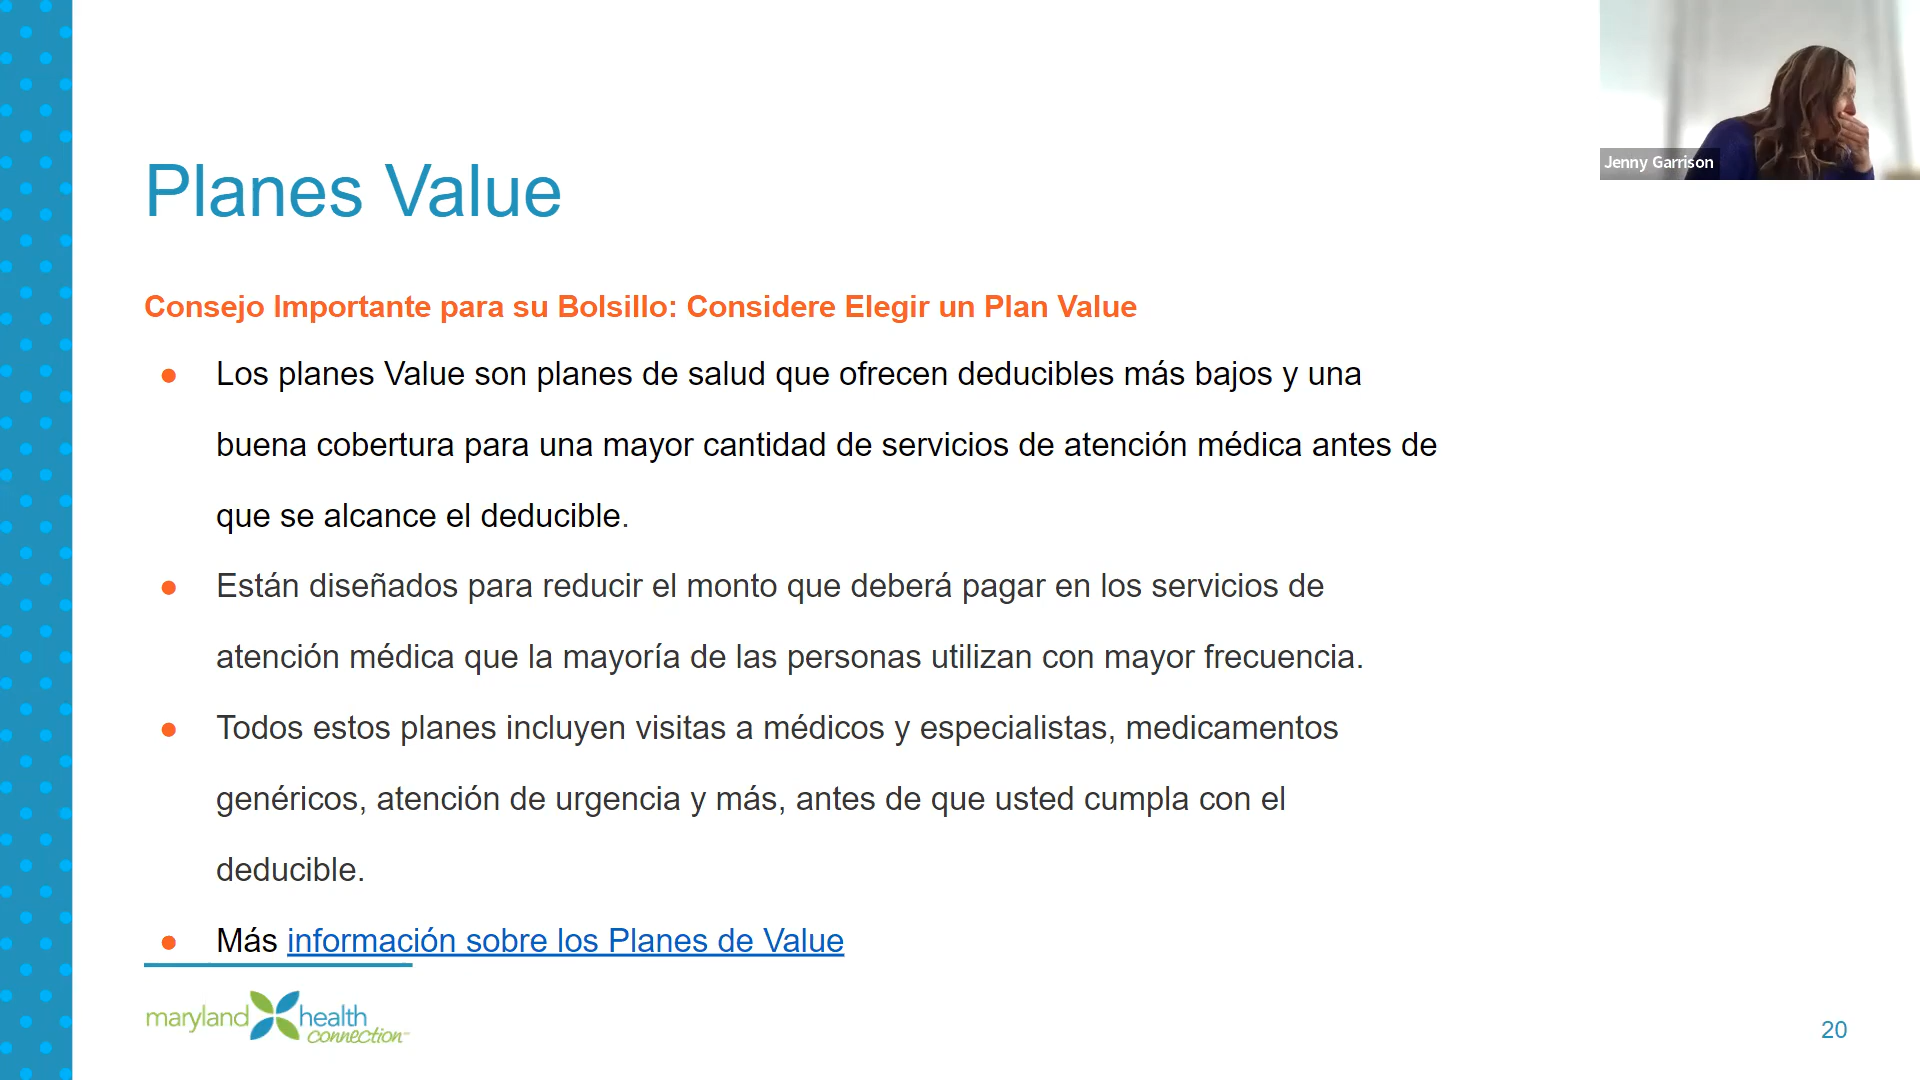 Jenny Garrison
Planes Value
Consejo Importante para su Bolsillo: Considere Elegir un Plan Value
● Los planes Value son planes de salud que ofrecen deducibles más bajos y una
buena cobertura para una mayor cantidad de servicios de atención médica antes de
que se alcance el deducible.
● Están diseñados para reducir el monto que deberá pagar en los servicios de
atención médica que la mayoría de las personas utilizan con mayor frecuencia.
● Todos estos planes incluyen visitas a médicos y especialistas, medicamentos
genéricos, atención de urgencia y más, antes de que usted cumpla con el
deducible.
● Más información sobre los Planes de Value
maryland health
connection
20